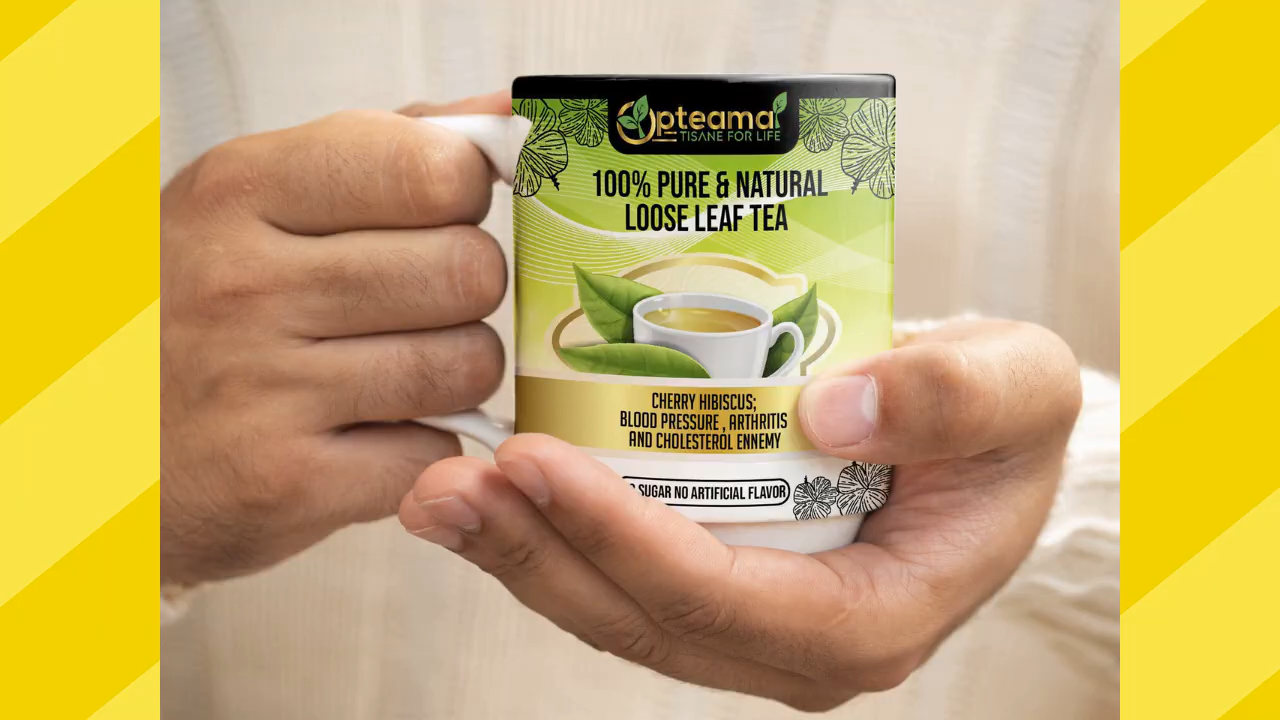 Opteama
TISANE FOR LIFE
100% PURE & NATURAL
LOOSE LEAF TEA
CHERRY HIBISCUS;
BLOOD PRESSURE , ARTHRITIS
AND CHOLESTEROL ENNEMY
SUGAR NO ARTIFICIAL FLAVOR